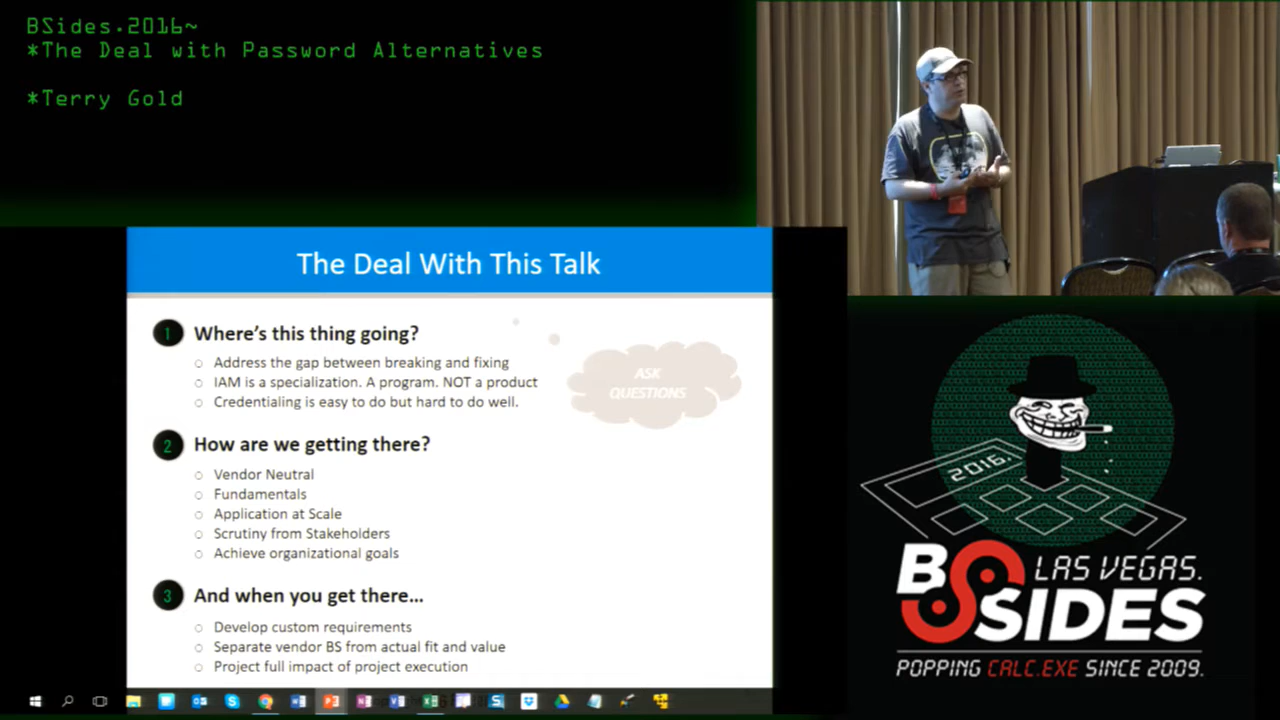 BSides.2016~
*The Deal with Password Alternatives
*Terry Gold
The Deal With This Talk
1 Where's this thing going?
Address the gap between breaking and fixing
IAM is a specialization. A program. NOT a product
Credentialing is easy to do but hard to do well.
ASK
QUESTIONS
2 How are we getting there?
Vendor Neutral
Fundamentals
Application at Scale
Scrutiny from Stakeholders
Achieve organizational goals
3 And when you get there...
Develop custom requirements
Separate vendor BS from actual fit and value
Project full impact of project execution
2016.
BSIDES LAS VEGAS.
POPPING CALC.EXE SINCE 2009.